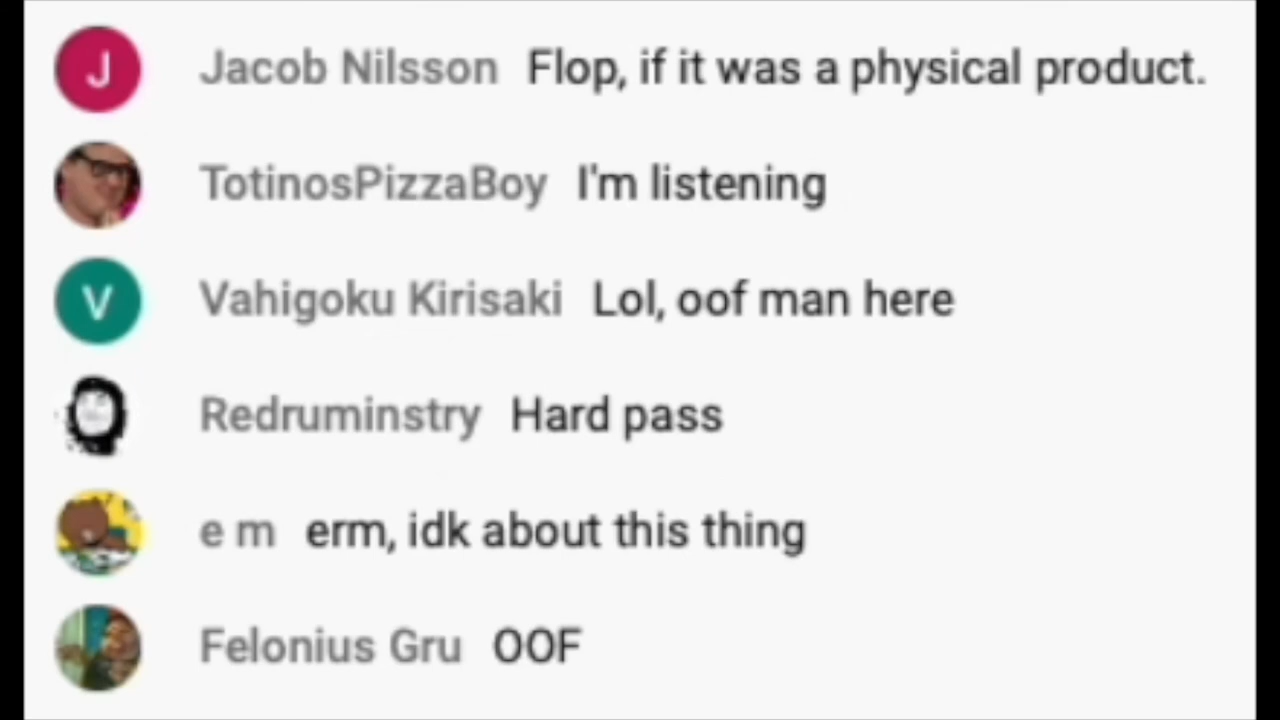 J Jacob Nilsson Flop, if it was a physical product.
TotinosPizzaBoy I'm listening
V Vahigoku Kirisaki Lol, oof man here
Redruminstry Hard pass
e m erm, idk about this thing
Felonius Gru OOF